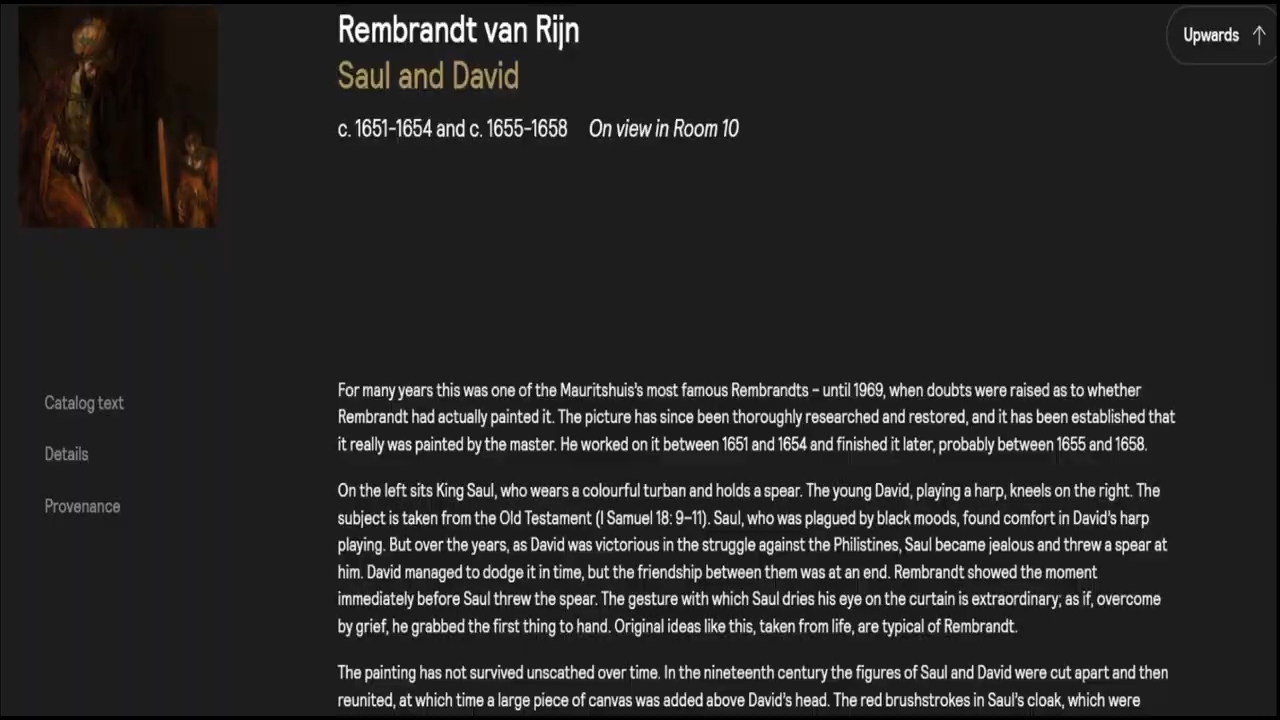 Rembrandt van Rijn
Upwards
Saul and David
c. 1651-1654 and c. 1655-1658 On view in Room 10
Catalog text
Details
Provenance
For many years this was one of the Mauritshuis's most famous Rembrandts – until 1969, when doubts were raised as to whether
Rembrandt had actually painted it. The picture has since been thoroughly researched and restored, and it has been established that
it really was painted by the master. He worked on it between 1651 and 1654 and finished it later, probably between 1655 and 1658.
On the left sits King Saul, who wears a colourful turban and holds a spear. The young David, playing a harp, kneels on the right. The
subject is taken from the Old Testament (I Samuel 18: 9–11). Saul, who was plagued by black moods, found comfort in David's harp
playing. But over the years, as David was victorious in the struggle against the Philistines, Saul became jealous and threw a spear at
him. David managed to dodge it in time, but the friendship between them was at an end. Rembrandt showed the moment
immediately before Saul threw the spear. The gesture with which Saul dries his eye on the curtain is extraordinary; as if, overcome
by grief, he grabbed the first thing to hand. Original ideas like this, taken from life, are typical of Rembrandt.
The painting has not survived unscathed over time. In the nineteenth century the figures of Saul and David were cut apart and then
reunited, at which time a large piece of canvas was added above David's head. The red brushstrokes in Saul's cloak, which were